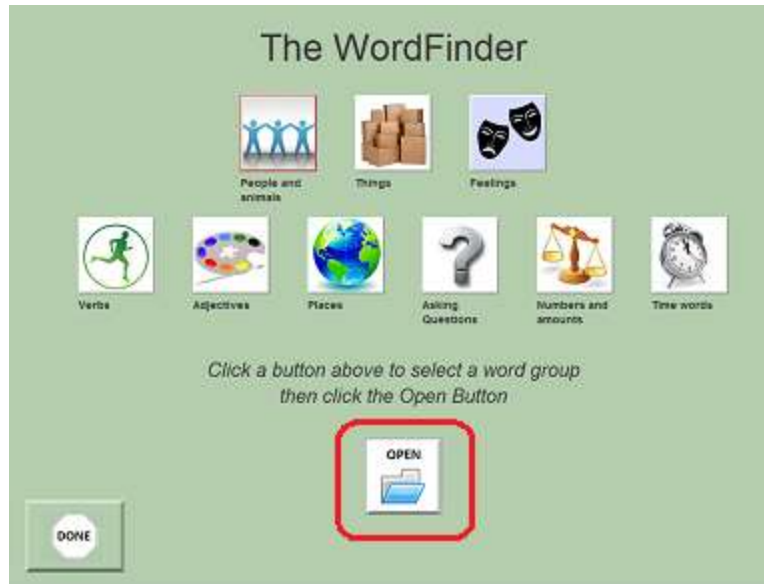 The WordFinder
People and
animals
Things
Feelings
Verbs
Adjectives
Places
Asking
Questions
Numbers and
amounts
Time words
Click a button above to select a word group
then click the Open Button
OPEN
DONE